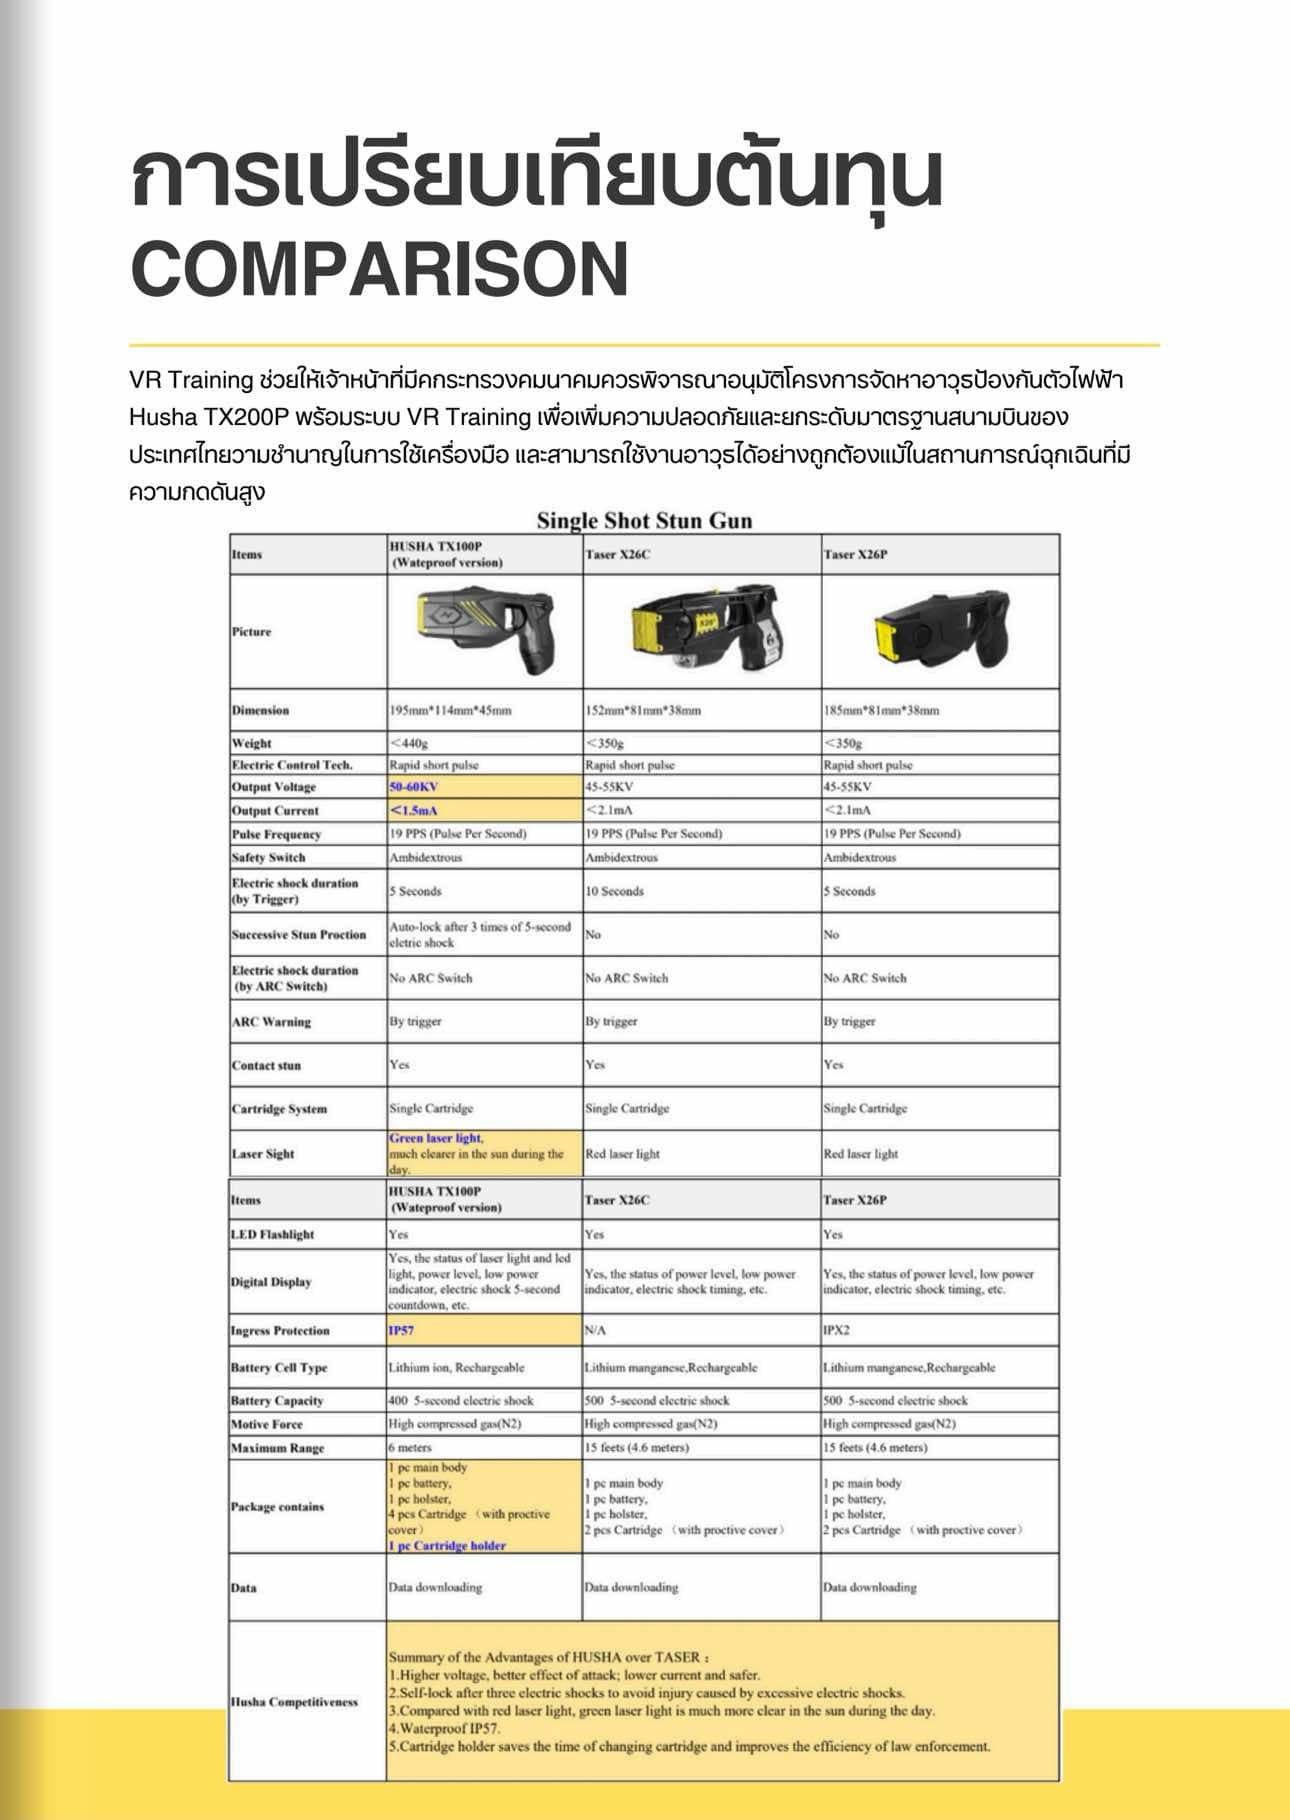 การเปรียบเทียบต้นทุน
COMPARISON
VR Training ช่วยให้เจ้าหน้าที่มีคกระทรวงคมนาคมควรพิจารณาอนุมัติโครงการจัดหาอาวุธป้องกันตัวไฟฟ้า
Husha TX200P พร้อมระบบ VR Training เพื่อเพิ่มความปลอดภัยและยกระดับมาตรฐานสนามบินของ
ประเทศไทยวามชำนาญในการใช้เครื่องมือ และสามารถใช้งานอาวุธได้อย่างถูกต้องแม้ในสถานการณ์ฉุกเฉินที่มี
ความกดดันสูง
Single Shot Stun Gun
Items HUSHA TX100P (Wateproof version) Taser X26C Taser X26P
Picture
Dimension 195mm*114mm*45mm 152mm*81mm*38mm 185mm*81mm*38mm
Weight <440g <350g <350g
Electric Control Tech. Rapid short pulse Rapid short pulse Rapid short pulse
Output Voltage 50-60KV 45-55KV 45-55KV
Output Current <1.5mA <2.1mA <2.1mA
Pulse Frequency 19 PPS (Pulse Per Second) 19 PPS (Pulse Per Second) 19 PPS (Pulse Per Second)
Safety Switch Ambidextrous Ambidextrous Ambidextrous
Electric shock duration (by Trigger) 5 Seconds 10 Seconds 5 Seconds
Successive Stun Proction Auto-lock after 3 times of 5-second eletric shock No No
Electric shock duration (by ARC Switch) No ARC Switch No ARC Switch No ARC Switch
ARC Warning By trigger By trigger By trigger
Contact stun Yes Yes Yes
Cartridge System Single Cartridge Single Cartridge Single Cartridge
Laser Sight Green laser light, much clearer in the sun during the day. Red laser light Red laser light
Items HUSHA TX100P (Wateproof version) Taser X26C Taser X26P
LED Flashlight Yes Yes Yes
Digital Display Yes, the status of laser light and led light, power level, low power indicator, electric shock 5-second countdown, etc. Yes, the status of power level, low power indicator, electric shock timing, etc. Yes, the status of power level, low power indicator, electric shock timing, etc.
Ingress Protection IP57 N/A IPX2
Battery Cell Type Lithium ion, Rechargeable Lithium manganese,Rechargeable Lithium manganese,Rechargeable
Battery Capacity 400 5-second electric shock 500 5-second electric shock 500 5-second electric shock
Motive Force High compressed gas(N2) High compressed gas(N2) High compressed gas(N2)
Maximum Range 6 meters 15 feets (4.6 meters) 15 feets (4.6 meters)
Package contains 1 pc main body 1 pc battery, 1 pc holster, 4 pcs Cartridge （with proctive cover） 1 pc Cartridge holder 1 pc main body 1 pc battery, 1 pc holster, 2 pcs Cartridge （with proctive cover） 1 pc main body 1 pc battery, 1 pc holster, 2 pcs Cartridge （with proctive cover）
Data Data downloading Data downloading Data downloading
Husha Competitiveness
Summary of the Advantages of HUSHA over TASER：
1.Higher voltage, better effect of attack; lower current and safer.
2.Self-lock after three electric shocks to avoid injury caused by excessive electric shocks.
3.Compared with red laser light, green laser light is much more clear in the sun during the day.
4.Waterproof IP57.
5.Cartridge holder saves the time of changing cartridge and improves the efficiency of law enforcement.